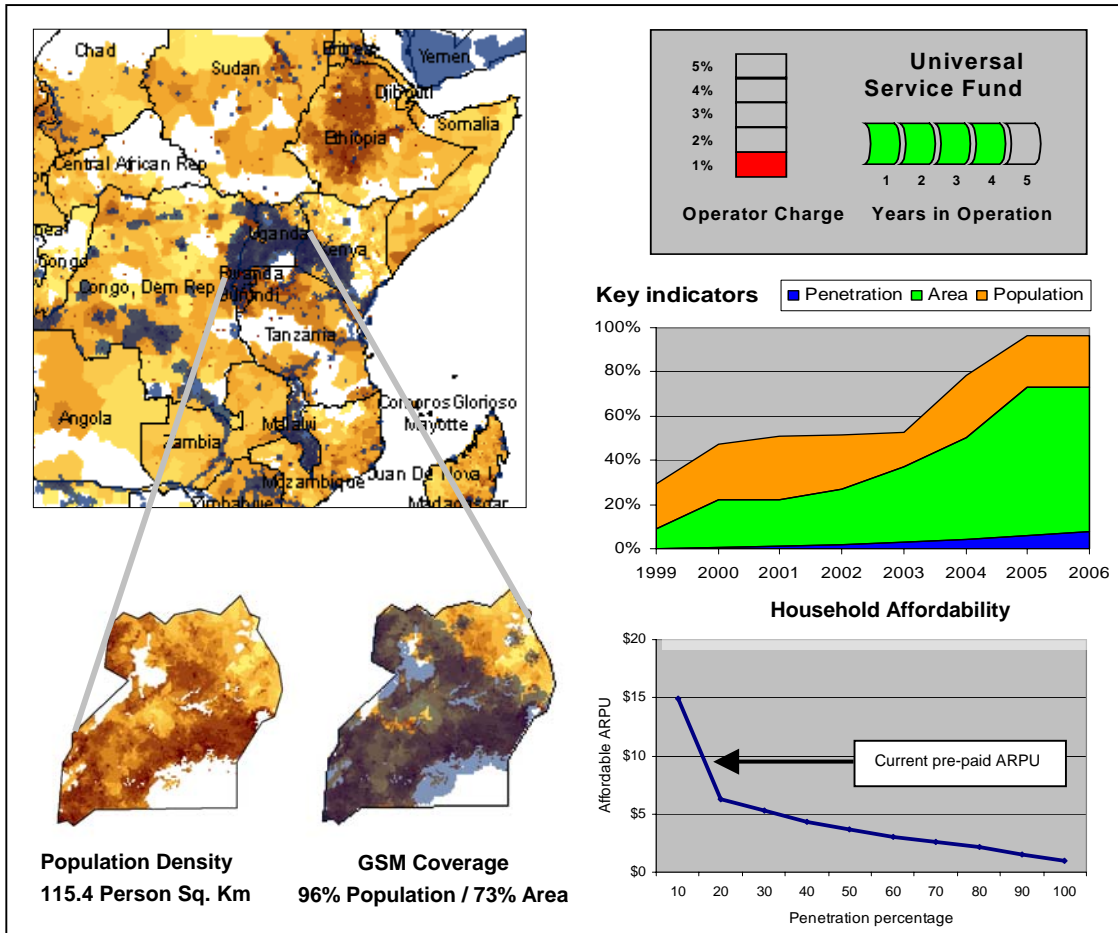 Chad
Sudan
Eritrea
Yemen
Djibouti
Ethiopia
Somalia
Central African Rep
Uganda
Kenya
Congo
Congo, Dem Rep
Rwanda
Burundi
Tanzania
Angola
Zambia
Malawi
Comoros Glorioso
Mayotte
Mozambique
Juan De Nova I
Zimbabwe
Madagascar
Population Density
115.4 Person Sq. Km
GSM Coverage
96% Population / 73% Area
5%
4%
3%
2%
1%
Operator Charge
Universal
Service Fund
1 2 3 4 5
Years in Operation
Key indicators
Penetration Area Population
100%
80%
60%
40%
20%
0%
1999 2000 2001 2002 2003 2004 2005 2006
Household Affordability
$20
$15
$10
$5
$0
Affordable ARPU
Current pre-paid ARPU
10 20 30 40 50 60 70 80 90 100
Penetration percentage